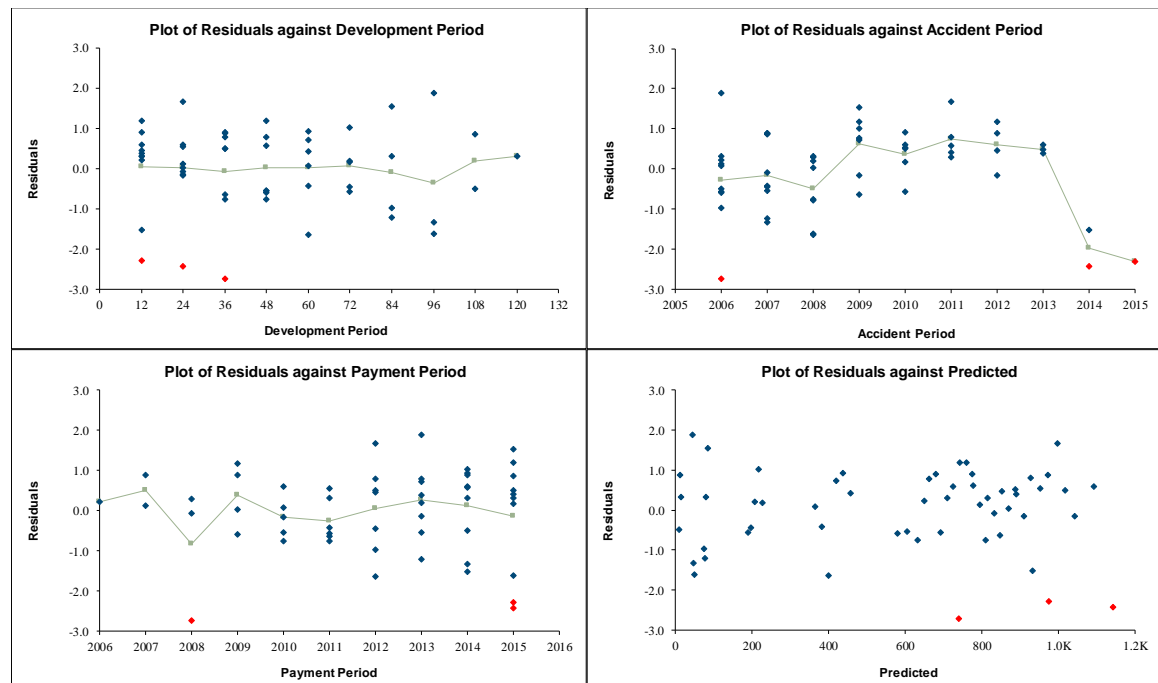 Plot of Residuals against Development Period
3.0
2.0
1.0
0.0
-1.0
-2.0
-3.0
Residuals
0 12 24 36 48 60 72 84 96 108 120 132
Development Period
Plot of Residuals against Accident Period
3.0
2.0
1.0
0.0
-1.0
-2.0
-3.0
Residuals
2005 2006 2007 2008 2009 2010 2011 2012 2013 2014 2015
Accident Period
Plot of Residuals against Payment Period
3.0
2.0
1.0
0.0
-1.0
-2.0
-3.0
Residuals
2006 2007 2008 2009 2010 2011 2012 2013 2014 2015 2016
Payment Period
Plot of Residuals against Predicted
3.0
2.0
1.0
0.0
-1.0
-2.0
-3.0
Residuals
0 200 400 600 800 1.0K 1.2K
Predicted